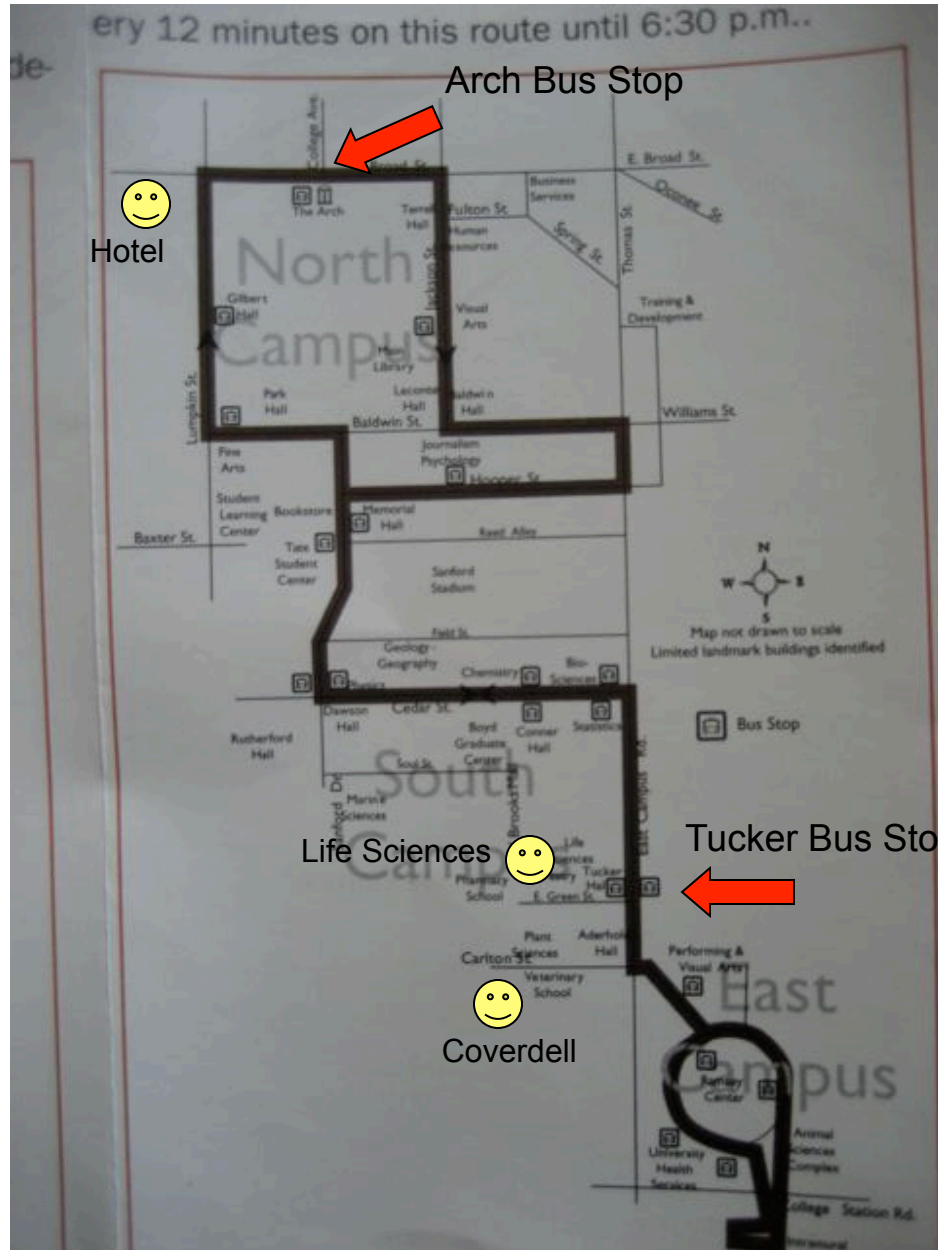 ery 12 minutes on this route until 6:30 p.m..
de-
Arch Bus Stop
College Ave.
Broad St.
E. Broad St.
The Arch
Hotel
Terrell
Hall
Fulton St.
Human
Resources
Business
Services
Spring St.
Oconee St
Thomas St.
North
Campus
Gilbert
Hall
Jackson St.
Visual
Arts
Training &
Development
Main
Library
Lumpkin St.
Park
Hall
Leconte
Hall
Baldwin
Hall
Baldwin St.
Williams St.
Fine
Arts
Journalism
Psychology
Hooper St.
Student
Learning
Center
Bookstore
Memorial
Hall
Baxter St.
Tate
Student
Center
Reed Alley
Sanford
Stadium
N
W
S
Map not drawn to scale
Limited landmark buildings identified
Field St.
Geology-
Geography
Physics
Chemistry
Bio-
Sciences
Dawson
Hall
Cedar St.
Rutherford
Hall
Boyd
Graduate
Center
Conner
Hall
Statistics
Bus Stop
Soul St.
South
Campus
Marine
Sciences
Brooks Mall
East Campus Rd.
Life Sciences
Tucker Bus Sto
Life
Tucker
Hall
Pharmacy
School
E. Green St.
Plant
Sciences
Aderhold
Hall
Carlton St.
Veterinary
School
Performing &
Visual Arts
Coverdell
East
Campus
Ramsey
Center
University
Health
Services
Animal
Sciences
Complex
College Station Rd.
Intramural